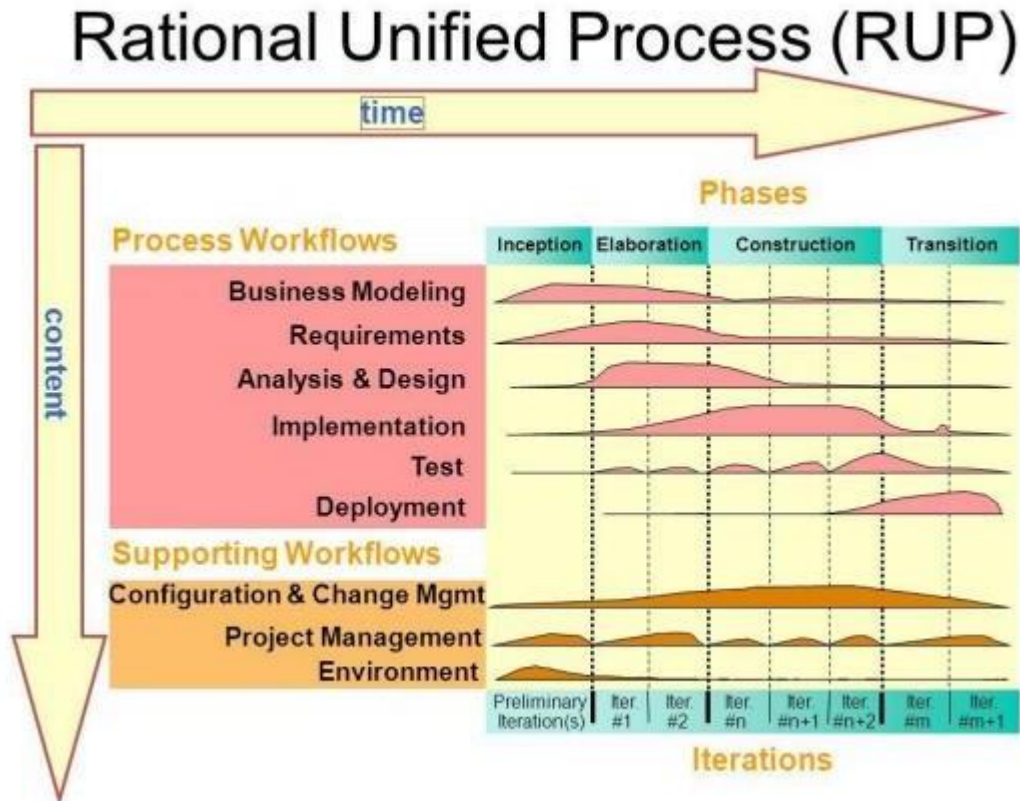 Rational Unified Process (RUP)
time
content
Phases
Process Workflows
Inception Elaboration Construction Transition
Business Modeling
Requirements
Analysis & Design
Implementation
Test
Deployment
Supporting Workflows
Configuration & Change Mgmt
Project Management
Environment
Preliminary Iter. Iter. Iter. Iter. Iter. Iter. Iter.
Iteration(s) #1 #2 #n #n+1 #n+2 #m #m+1
Iterations